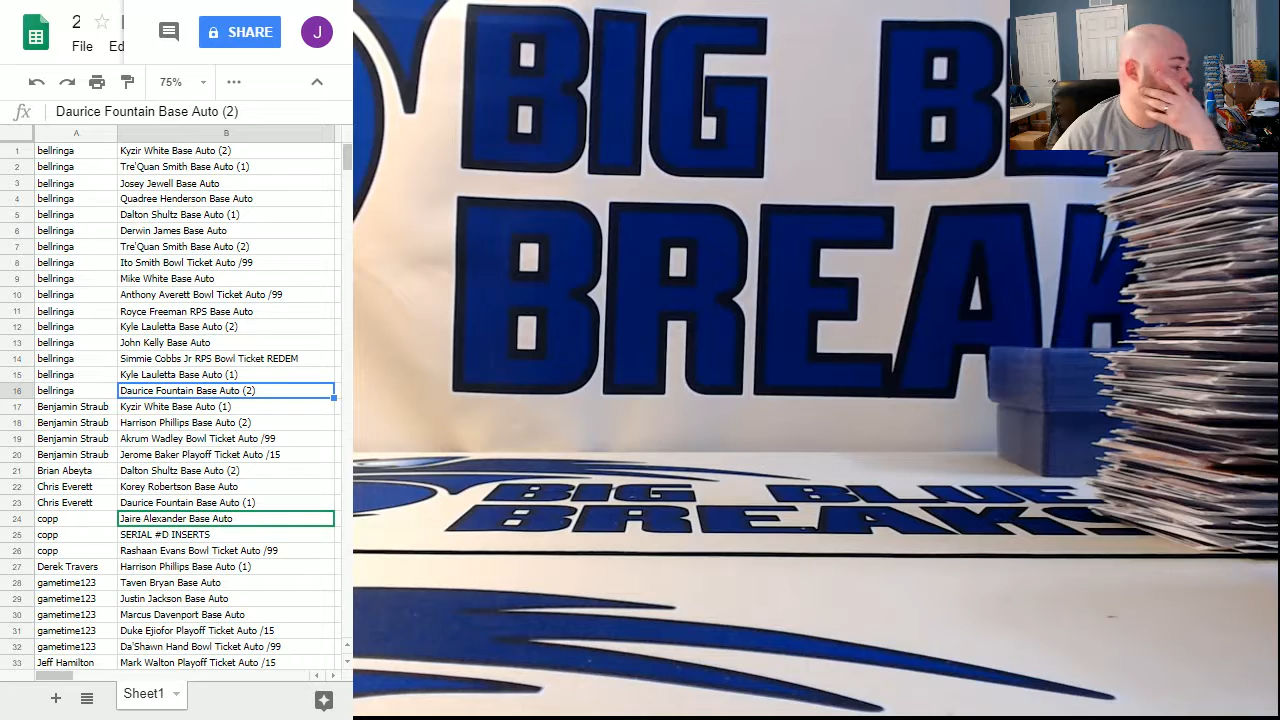 2
File Ed
SHARE
J
75%
fx Daurice Fountain Base Auto (2)
A B
1 bellringa Kyzir White Base Auto (2)
2 bellringa Tre'Quan Smith Base Auto (1)
3 bellringa Josey Jewell Base Auto
4 bellringa Quadree Henderson Base Auto
5 bellringa Dalton Shultz Base Auto (1)
6 bellringa Derwin James Base Auto
7 bellringa Tre'Quan Smith Base Auto (2)
8 bellringa Ito Smith Bowl Ticket Auto /99
9 bellringa Mike White Base Auto
10 bellringa Anthony Averett Bowl Ticket Auto /99
11 bellringa Royce Freeman RPS Base Auto
12 bellringa Kyle Lauletta Base Auto (2)
13 bellringa John Kelly Base Auto
14 bellringa Simmie Cobbs Jr RPS Bowl Ticket REDEM
15 bellringa Kyle Lauletta Base Auto (1)
16 bellringa Daurice Fountain Base Auto (2)
17 Benjamin Straub Kyzir White Base Auto (1)
18 Benjamin Straub Harrison Phillips Base Auto (2)
19 Benjamin Straub Akrum Wadley Bowl Ticket Auto /99
20 Benjamin Straub Jerome Baker Playoff Ticket Auto /15
21 Brian Abeyta Dalton Shultz Base Auto (2)
22 Chris Everett Korey Robertson Base Auto
23 Chris Everett Daurice Fountain Base Auto (1)
24 copp Jaire Alexander Base Auto
25 copp SERIAL #D INSERTS
26 copp Rashaan Evans Bowl Ticket Auto /99
27 Derek Travers Harrison Phillips Base Auto (1)
28 gametime123 Taven Bryan Base Auto
29 gametime123 Justin Jackson Base Auto
30 gametime123 Marcus Davenport Base Auto
31 gametime123 Duke Ejiofor Playoff Ticket Auto /15
32 gametime123 Da'Shawn Hand Bowl Ticket Auto /99
33 Jeff Hamilton Mark Walton Playoff Ticket Auto /15
Sheet1
BIG BL
BREAK
BIG BLUE
BREAKS